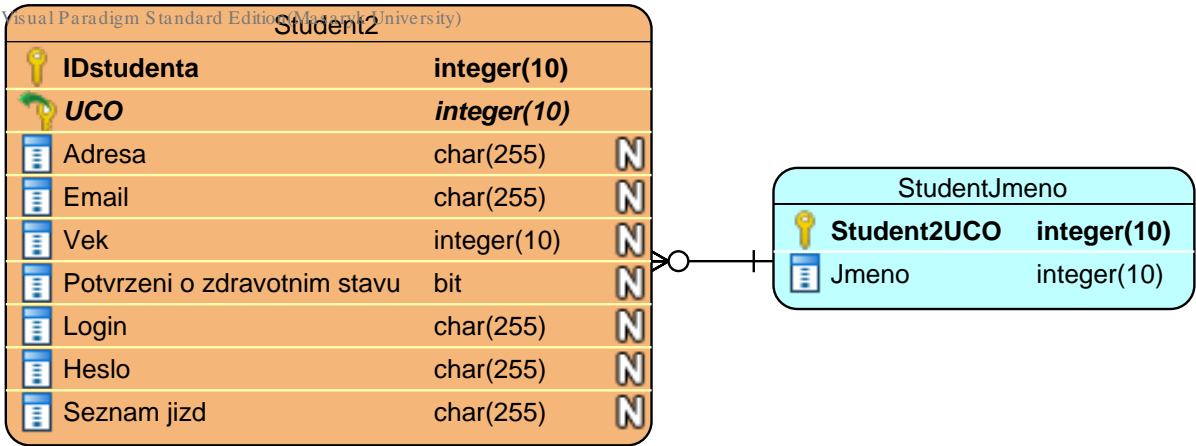 Visual Paradigm Standard Edition(Masaryk University)
Student2
IDstudenta integer(10)
UCO integer(10)
Adresa char(255) N
Email char(255) N
Vek integer(10) N
Potvrzeni o zdravotnim stavu bit N
Login char(255) N
Heslo char(255) N
Seznam jizd char(255) N
StudentJmeno
Student2UCO integer(10)
Jmeno integer(10)